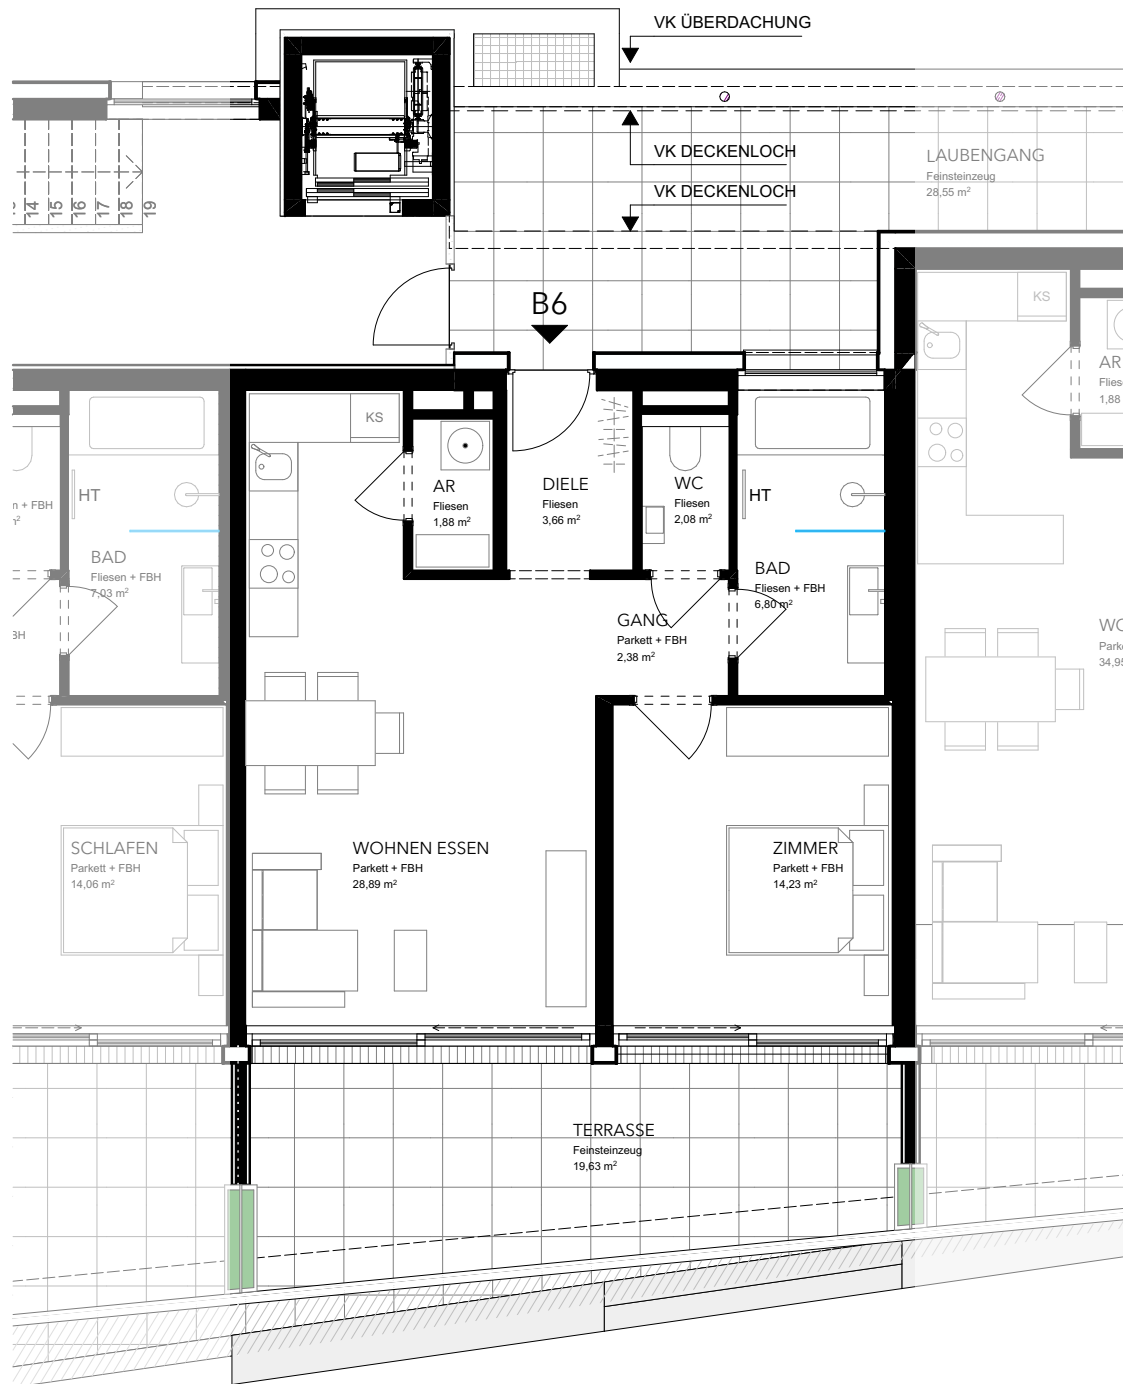 VK ÜBERDACHUNG
VK DECKENLOCH
VK DECKENLOCH
LAUBENGANG
Feinsteinzeug
28,55 m²
14
15
16
17
18
19
B6
KS
KS
AR
1,88
HT
n + FBH
BAD
Fliesen + FBH
7,03 m²
AR
Fliesen
1,88 m²
DIELE
Fliesen
3,66 m²
WC
Fliesen
2,08 m²
HT
BAD
Fliesen + FBH
6,80 m²
GANG
Parkett + FBH
2,38 m²
SCHLAFEN
Parkett + FBH
14,06 m²
WOHNEN ESSEN
Parkett + FBH
28,89 m²
ZIMMER
Parkett + FBH
14,23 m²
TERRASSE
Feinsteinzeug
19,63 m²